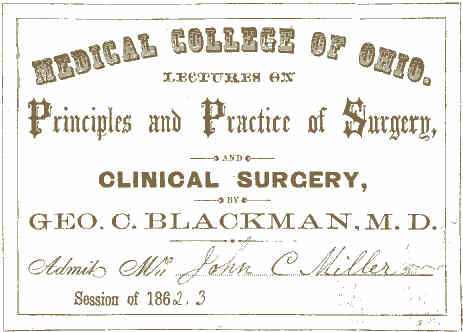 MEDICAL COLLEGE OF OHIO.
LECTURES ON
Principles and Practice of Surgery,
AND
CLINICAL SURGERY,
BY
GEO. C. BLACKMAN, M. D.
Admit Mr. John C Miller
Session of 1862.3